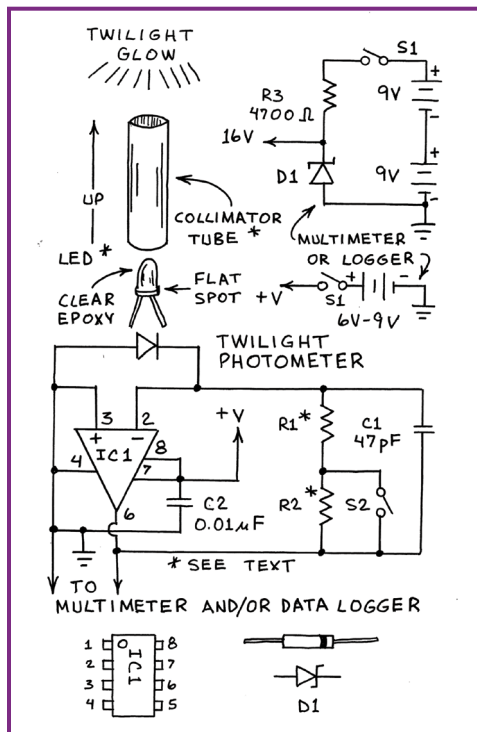 TWILIGHT
GLOW
S1
+
R3
4700 Ω
9V
-
16V
+
D1
9V
-
UP
COLLIMATOR
TUBE *
MULTIMETER
OR LOGGER
LED *
CLEAR
EPOXY
FLAT
SPOT
+V
S1
+
-
6V-9V
TWILIGHT
PHOTOMETER
3
2
+
-
+V
R1*
C1
47pF
4
IC1
8
7
C2
0.01µF
R2*
S2
6
* SEE TEXT
TO
MULTIMETER AND/OR DATA LOGGER
1
8
2
7
3
6
4
5
IC1
D1